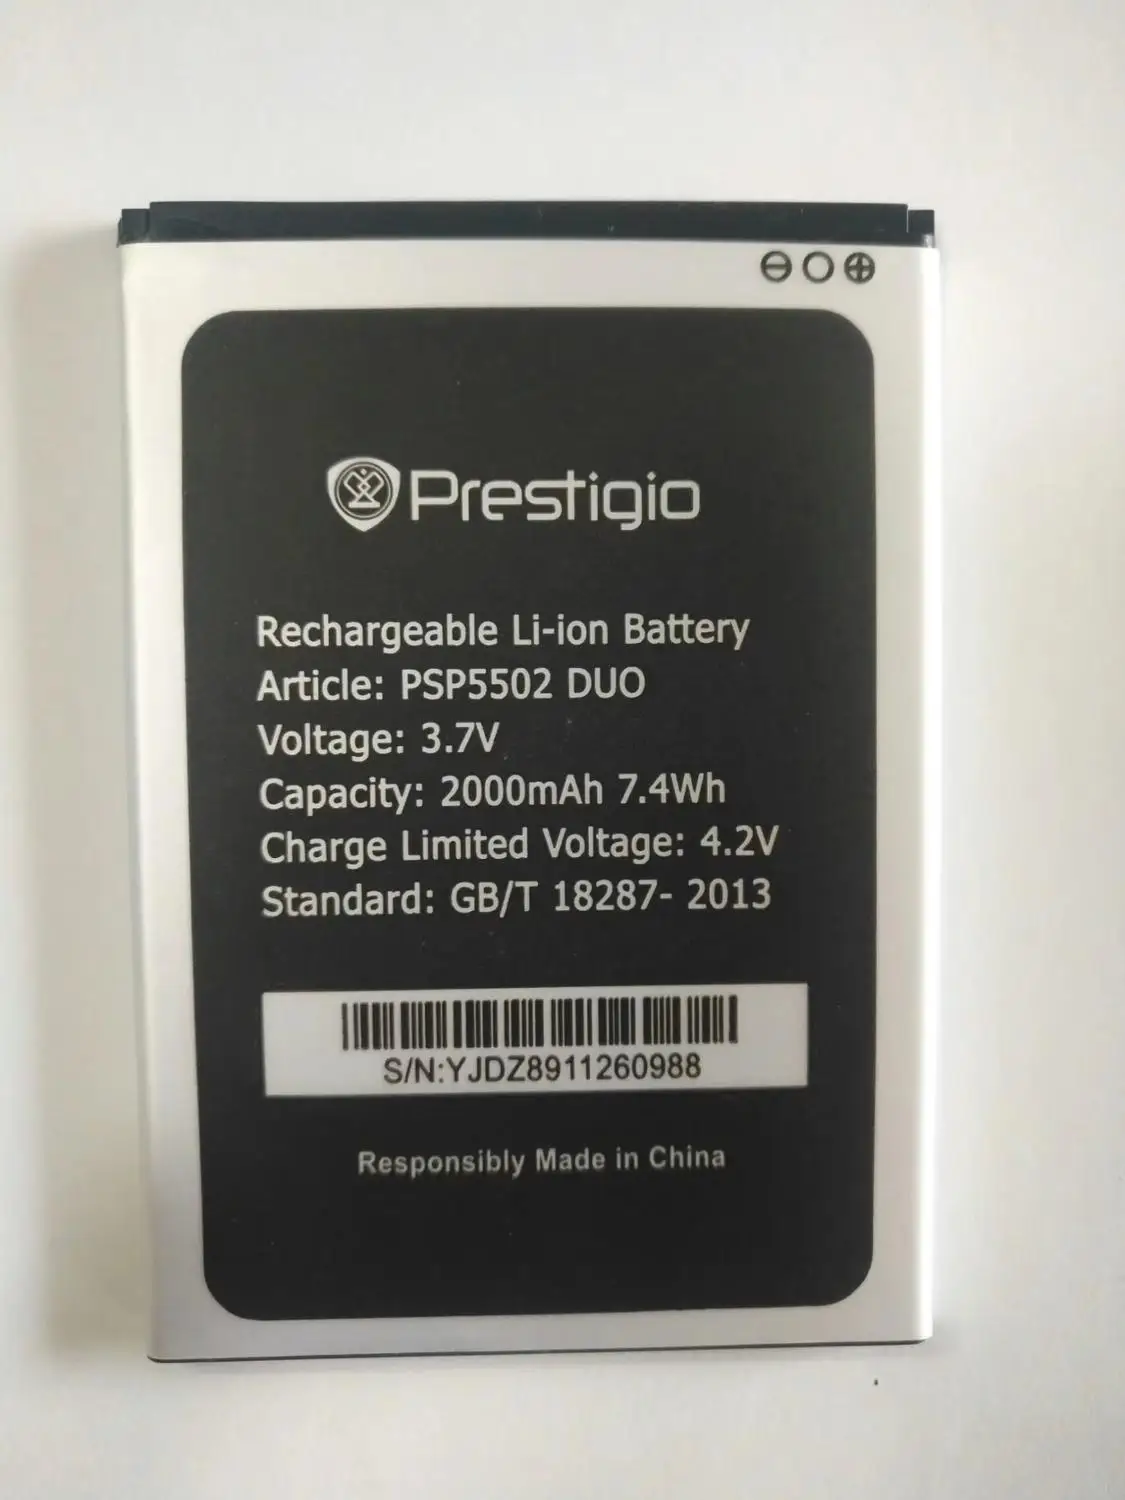 Prestigio
Rechargeable Li-ion Battery
Article: PSP5502 DUO
Voltage: 3.7V
Capacity: 2000mAh 7.4Wh
Charge Limited Voltage: 4.2V
Standard: GB/T 18287- 2013
S/N:YJDZ8911260988
Responsibly Made in China